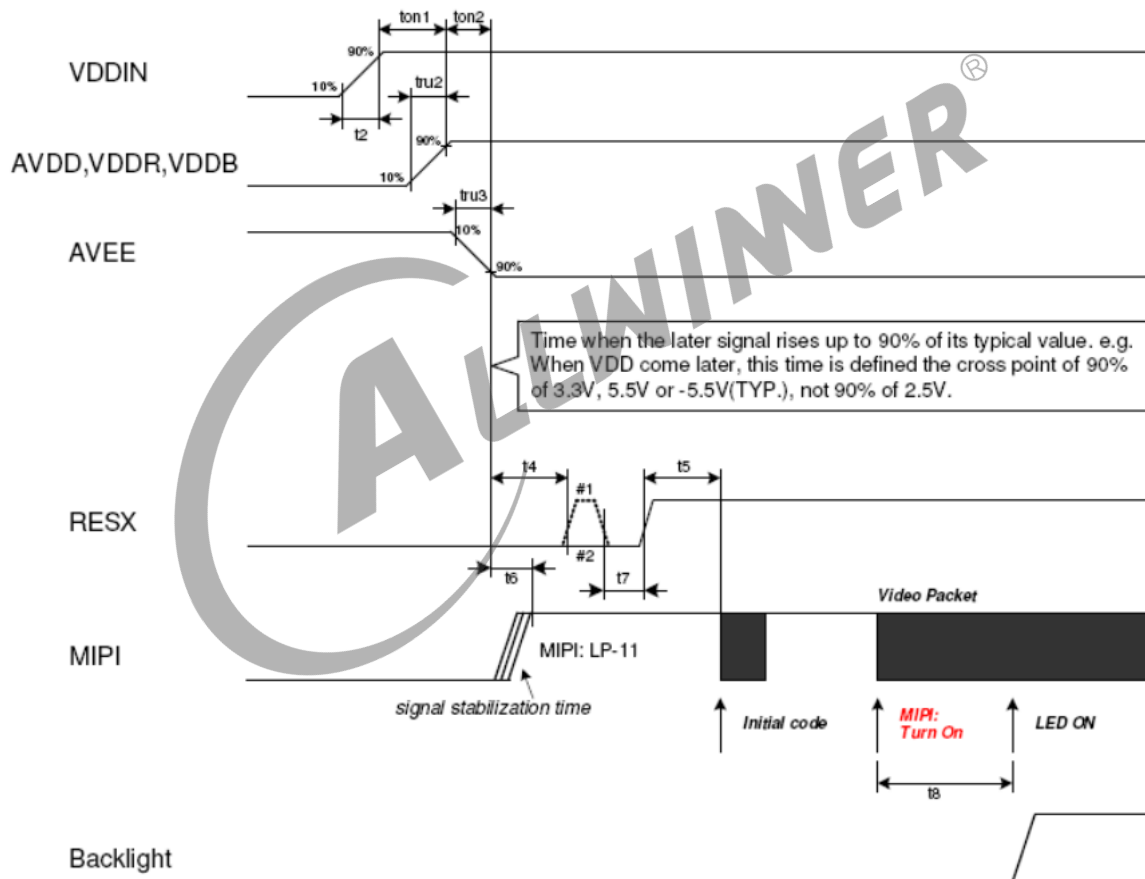 ton1 ton2
VDDIN
90%
10%
t2
tru2
AVDD,VDDR,VDDB
90%
10%
tru3
AVEE
10%
90%
ALLWINNER®
Time when the later signal rises up to 90% of its typical value. e.g.
When VDD come later, this time is defined the cross point of 90%
of 3.3V, 5.5V or -5.5V(TYP.), not 90% of 2.5V.
t4
t5
RESX
#1
#2
t6
t7
Video Packet
MIPI
MIPI: LP-11
signal stabilization time
Initial code
MIPI:
Turn On
LED ON
t8
Backlight